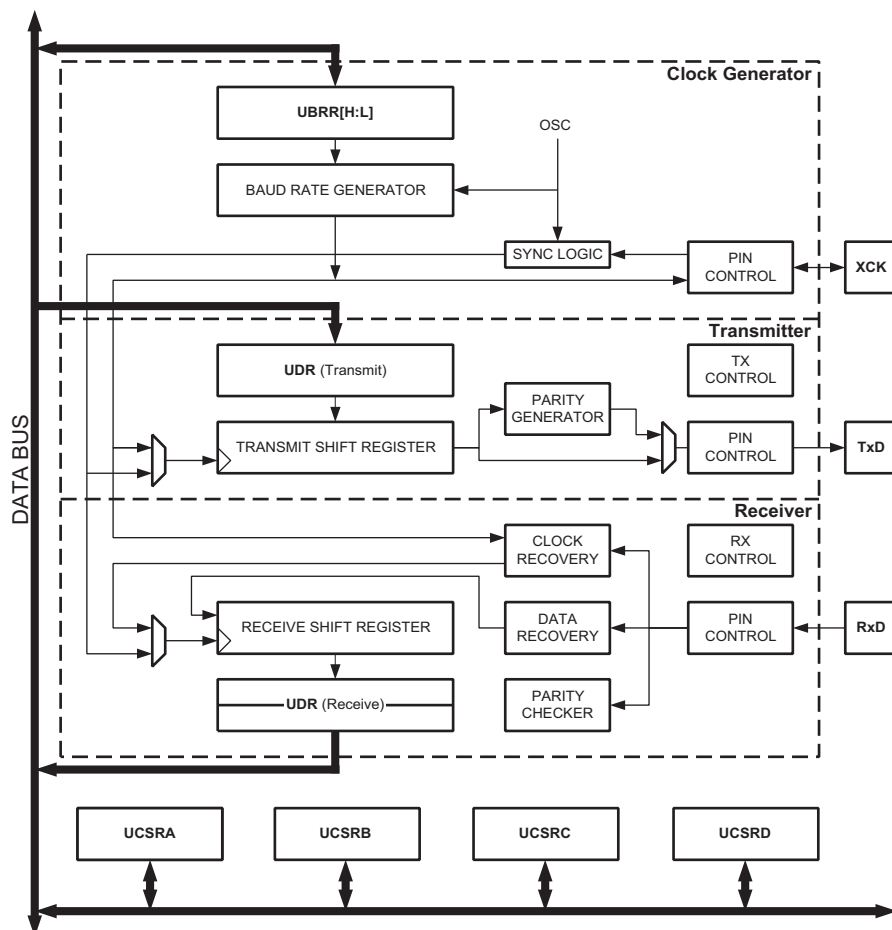 Clock Generator
UBRR[H:L]
OSC
BAUD RATE GENERATOR
SYNC LOGIC
PIN
CONTROL
XCK
Transmitter
UDR (Transmit)
TX
CONTROL
PARITY
GENERATOR
TRANSMIT SHIFT REGISTER
PIN
CONTROL
TxD
DATA BUS
Receiver
CLOCK
RECOVERY
RX
CONTROL
RECEIVE SHIFT REGISTER
DATA
RECOVERY
PIN
CONTROL
RxD
UDR (Receive)
PARITY
CHECKER
UCSRA
UCSRB
UCSRC
UCSRD